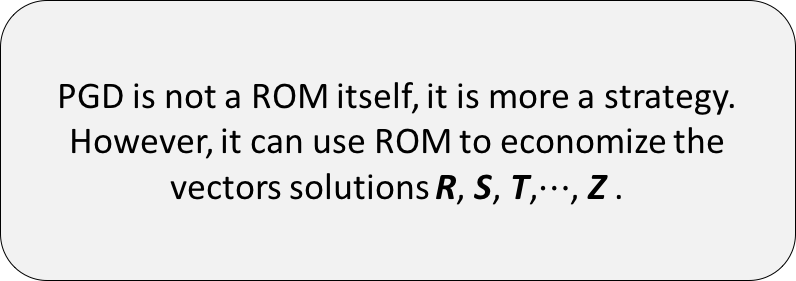 PGD is not a ROM itself, it is more a strategy.
However, it can use ROM to economize the
vectors solutions R, S, T,⋯, Z .